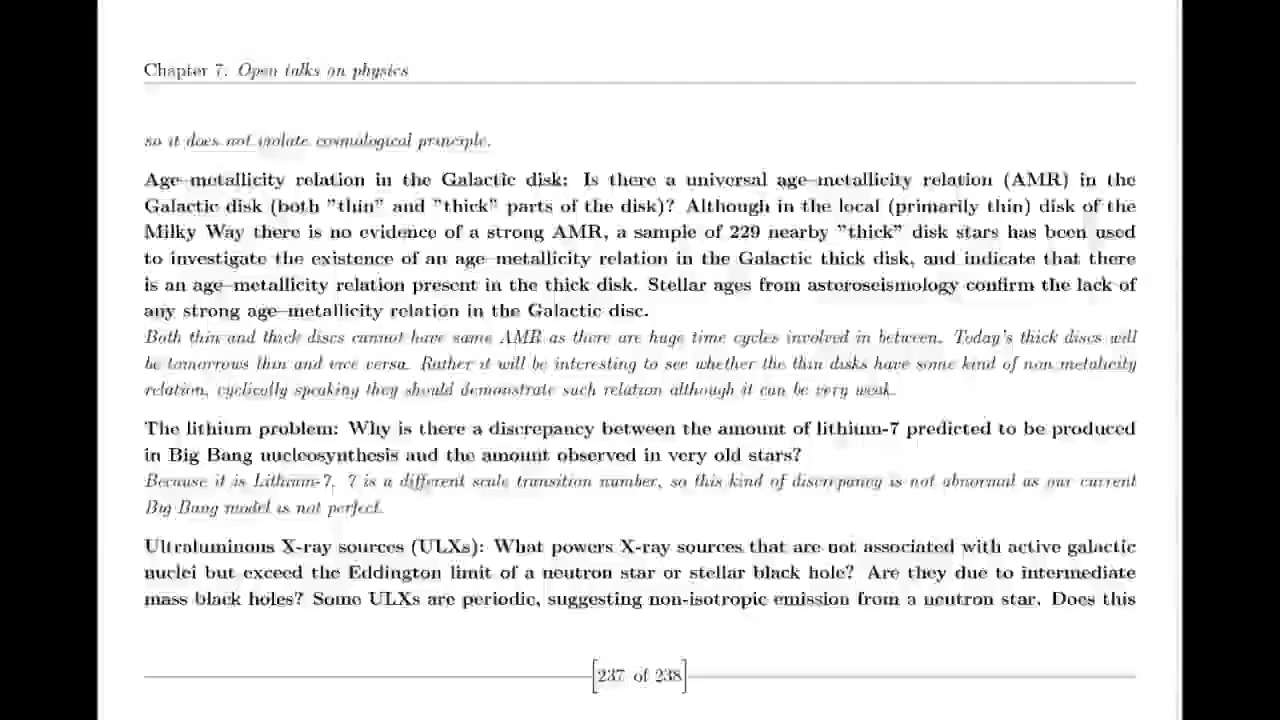 Chapter 7. Open talks on physics
so it does not violate cosmological principle.
Age–metallicity relation in the Galactic disk: Is there a universal age–metallicity relation (AMR) in the
Galactic disk (both ”thin” and ”thick” parts of the disk)? Although in the local (primarily thin) disk of the
Milky Way there is no evidence of a strong AMR, a sample of 229 nearby ”thick” disk stars has been used
to investigate the existence of an age–metallicity relation in the Galactic thick disk, and indicate that there
is an age–metallicity relation present in the thick disk. Stellar ages from asteroseismology confirm the lack of
any strong age–metallicity relation in the Galactic disc.
Both thin and thick discs cannot have same AMR as there are huge time cycles involved in between. Today's thick discs will
be tomorrows thin and vice versa. Rather it will be interesting to see whether the thin disks have some kind of non metalicity
relation, cyclically speaking they should demonstrate such relation although it can be very weak.
The lithium problem: Why is there a discrepancy between the amount of lithium-7 predicted to be produced
in Big Bang nucleosynthesis and the amount observed in very old stars?
Because it is Lithium-7, 7 is a different scale transition number, so this kind of discrepancy is not abnormal as our current
Big Bang model is not perfect.
Ultraluminous X-ray sources (ULXs): What powers X-ray sources that are not associated with active galactic
nuclei but exceed the Eddington limit of a neutron star or stellar black hole? Are they due to intermediate
mass black holes? Some ULXs are periodic, suggesting non-isotropic emission from a neutron star. Does this
[237 of 238]